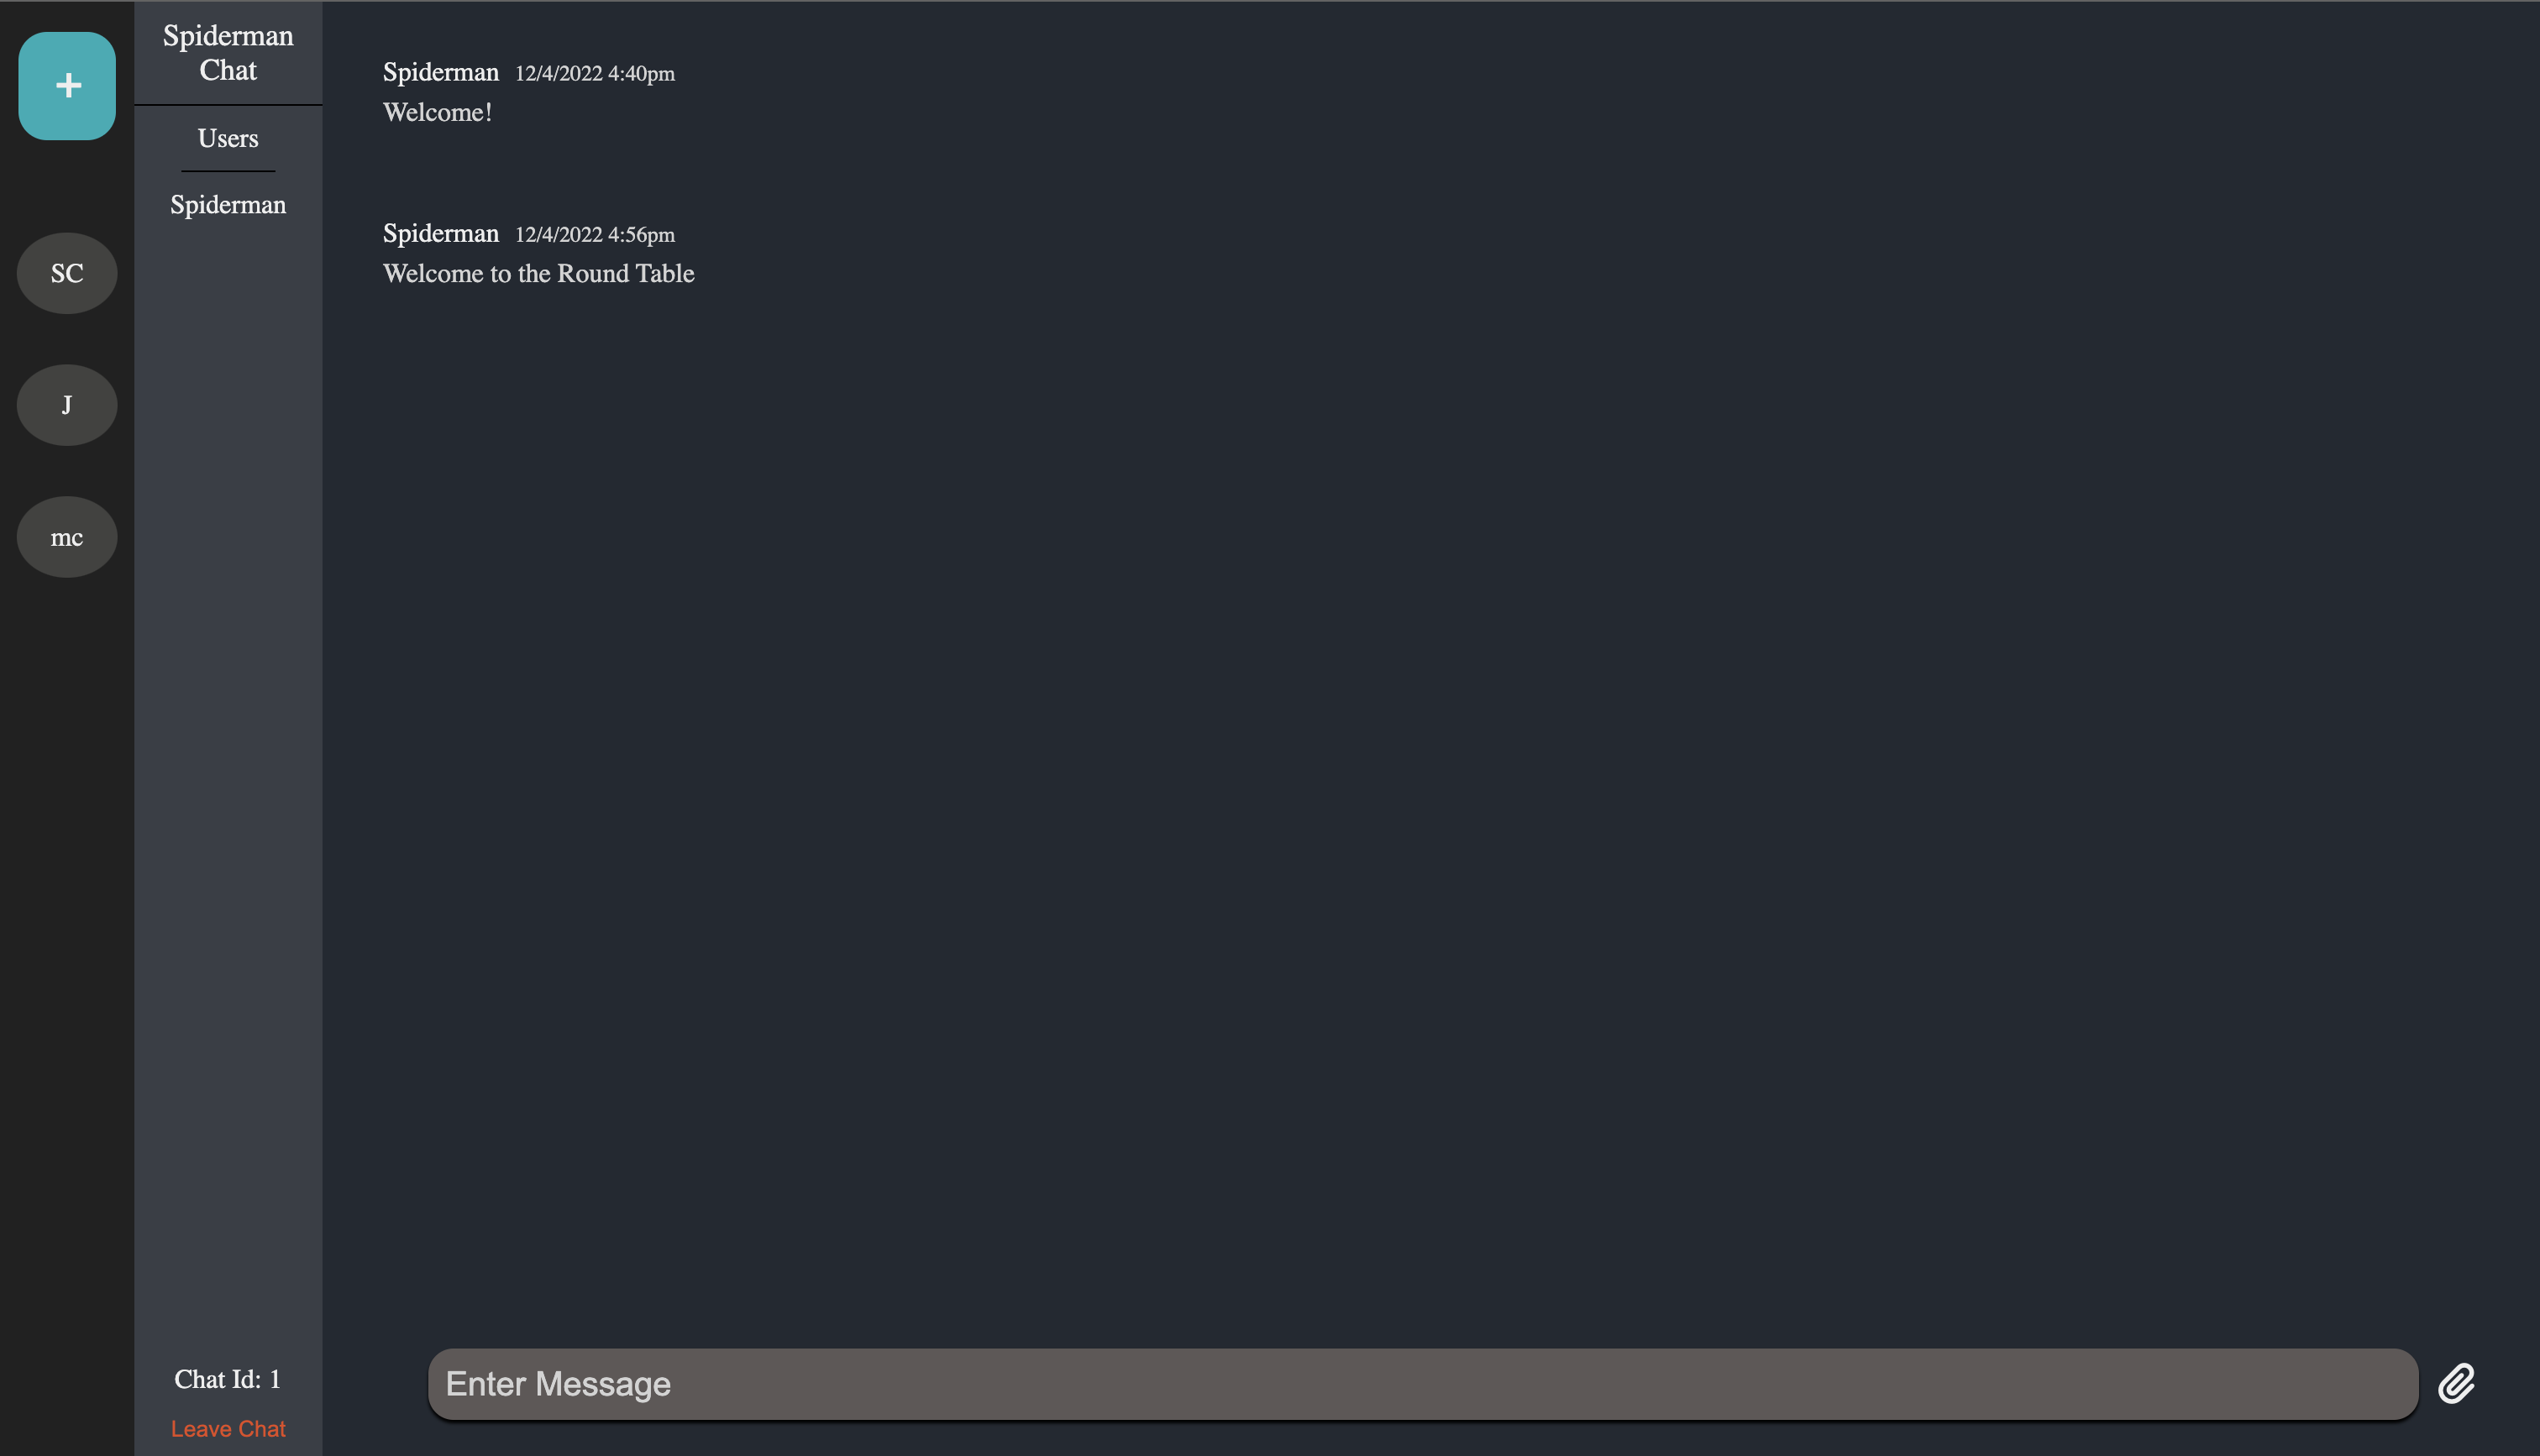 +
SC
J
mc
Spiderman
Chat
Users
Spiderman
Chat Id: 1
Leave Chat
Spiderman 12/4/2022 4:40pm
Welcome!
Spiderman 12/4/2022 4:56pm
Welcome to the Round Table
Enter Message